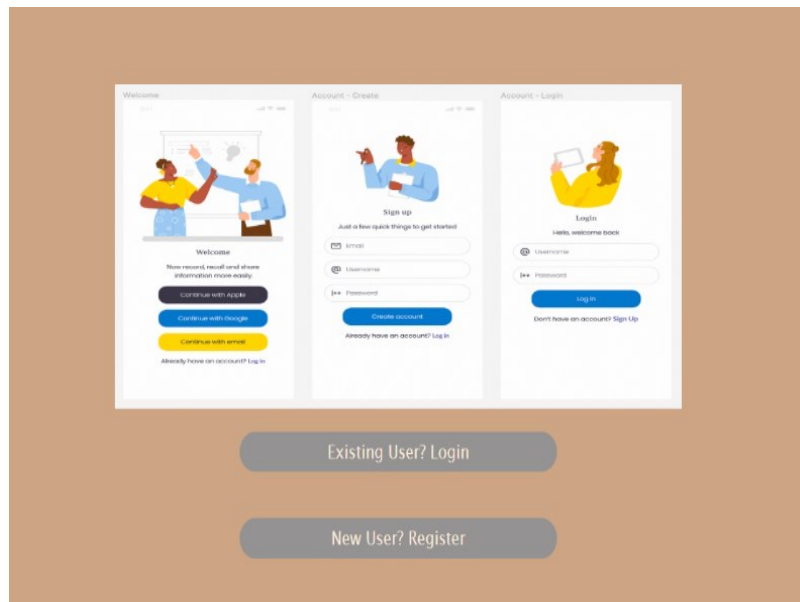 Welcome
Welcome
Now record, recall and share
information more easily
Continue with Apple
Continue with Google
Continue with email
Already have an account? Log in
Account - Create
Sign up
Just a few quick things to get started
Email
Username
Password
Create account
Already have an account? Log in
Account - Login
Login
Hello, welcome back
Username
Password
Log in
Don't have an account? Sign Up
Existing User? Login
New User? Register